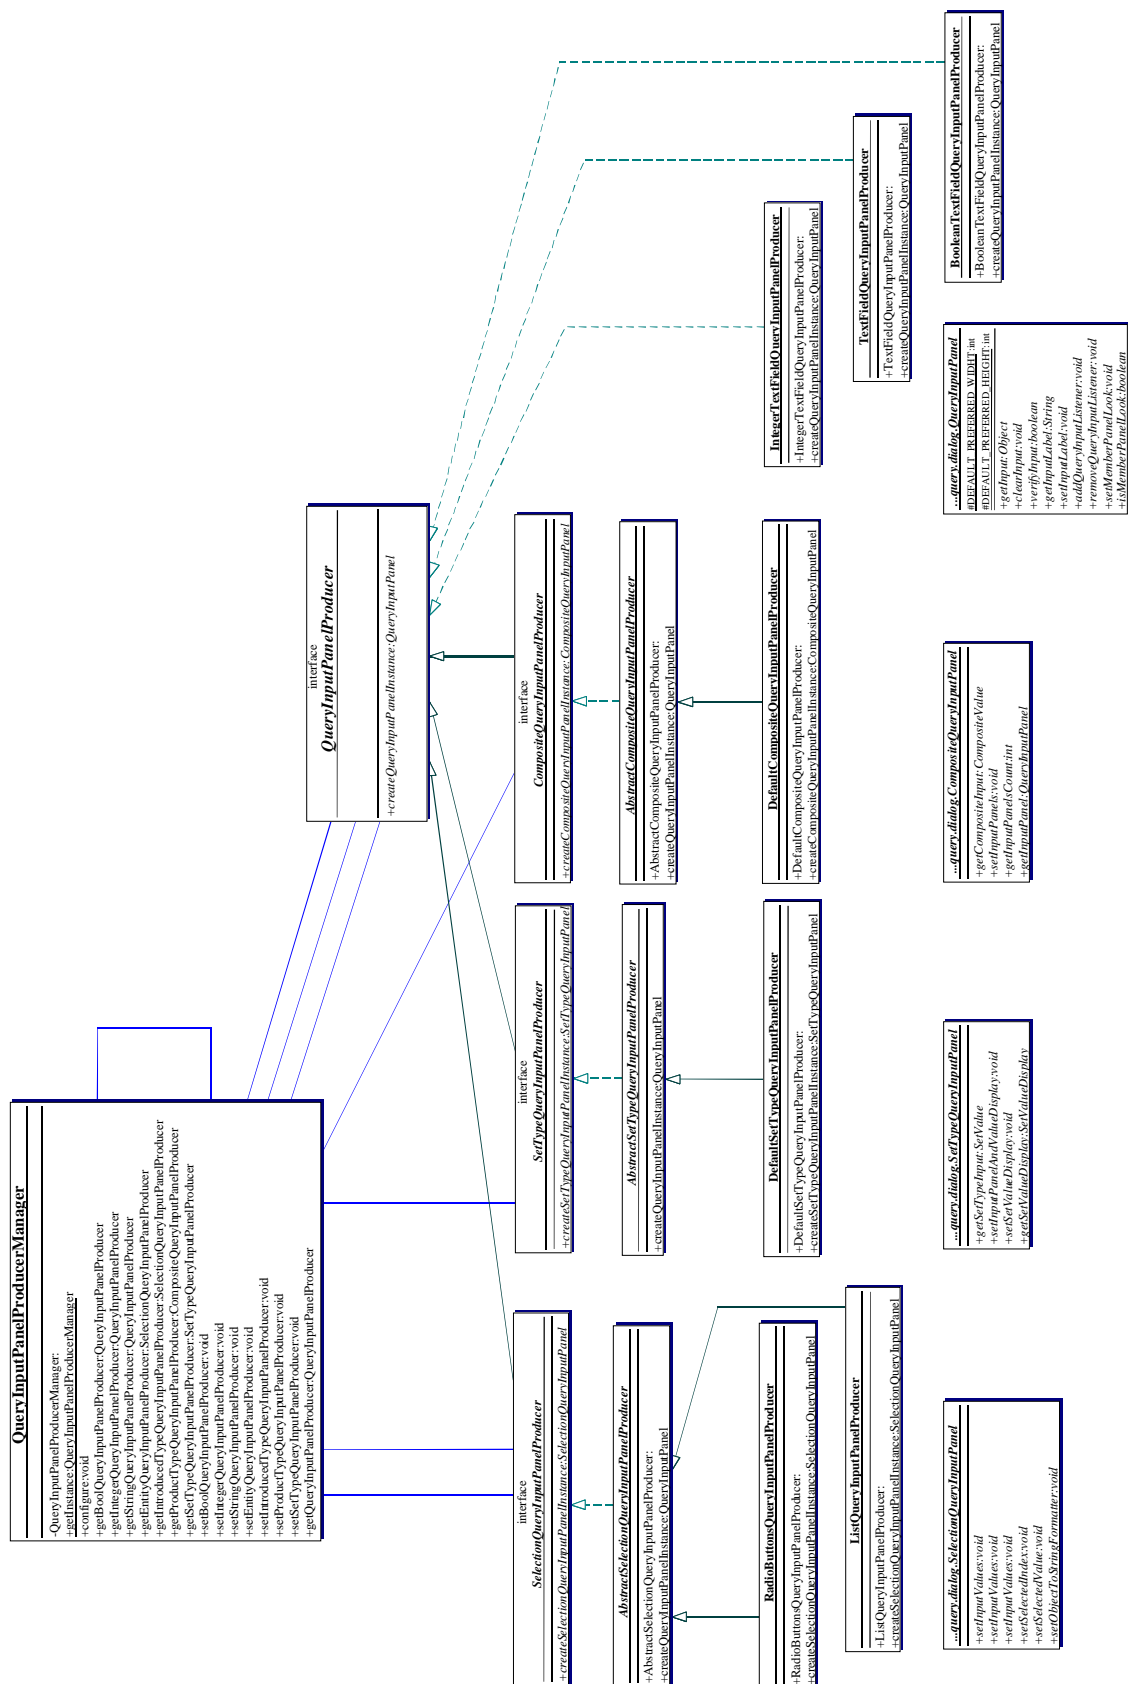 QueryInputPanelProducerManager
-QueryInputPanelProducerManager:
+getInstance:QueryInputPanelProducerManager
+configure:void
+getBoolQueryInputPanelProducer:QueryInputPanelProducer
+getIntegerQueryInputPanelProducer:QueryInputPanelProducer
+getStringQueryInputPanelProducer:QueryInputPanelProducer
+getEntityQueryInputPanelProducer:SelectionQueryInputPanelProducer
+getIntroducedTypeQueryInputPanelProducer:SelectionQueryInputPanelProducer
+getProductTypeQueryInputPanelProducer:CompositeQueryInputPanelProducer
+getSetTypeQueryInputPanelProducer:SetTypeQueryInputPanelProducer
+setBoolQueryInputPanelProducer:void
+setIntegerQueryInputPanelProducer:void
+setStringQueryInputPanelProducer:void
+setEntityQueryInputPanelProducer:void
+setIntroducedTypeQueryInputPanelProducer:void
+setProductTypeQueryInputPanelProducer:void
+setSetTypeQueryInputPanelProducer:void
+getQueryInputPanelProducer:QueryInputPanelProducer
interface
QueryInputPanelProducer
+createQueryInputPanelInstance:QueryInputPanel
interface
SelectionQueryInputPanelProducer
+createSelectionQueryInputPanelInstance:SelectionQueryInputPanel
interface
SetTypeQueryInputPanelProducer
+createSetTypeQueryInputPanelInstance:SetTypeQueryInputPanel
interface
CompositeQueryInputPanelProducer
+createCompositeQueryInputPanelInstance:CompositeQueryInputPanel
AbstractSelectionQueryInputPanelProducer
+AbstractSelectionQueryInputPanelProducer:
+createQueryInputPanelInstance:QueryInputPanel
AbstractSetTypeQueryInputPanelProducer
+createQueryInputPanelInstance:QueryInputPanel
AbstractCompositeQueryInputPanelProducer
+AbstractCompositeQueryInputPanelProducer:
+createQueryInputPanelInstance:QueryInputPanel
RadioButtonsQueryInputPanelProducer
+RadioButtonsQueryInputPanelProducer:
+createSelectionQueryInputPanelInstance:SelectionQueryInputPanel
DefaultSetTypeQueryInputPanelProducer
+DefaultSetTypeQueryInputPanelProducer:
+createSetTypeQueryInputPanelInstance:SetTypeQueryInputPanel
DefaultCompositeQueryInputPanelProducer
+DefaultCompositeQueryInputPanelProducer:
+createCompositeQueryInputPanelInstance:CompositeQueryInputPanel
IntegerTextFieldQueryInputPanelProducer
+IntegerTextFieldQueryInputPanelProducer:
+createQueryInputPanelInstance:QueryInputPanel
ListQueryInputPanelProducer
+ListQueryInputPanelProducer:
+createSelectionQueryInputPanelInstance:SelectionQueryInputPanel
TextFieldQueryInputPanelProducer
+TextFieldQueryInputPanelProducer:
+createQueryInputPanelInstance:QueryInputPanel
...query.dialog.SelectionQueryInputPanel
+setInputValues:void
+setInputValues:void
+setInputValues:void
+setSelectedIndex:void
+setSelectedValue:void
+setObjectToStringFormatter:void
...query.dialog.SetTypeQueryInputPanel
+getSetTypeInput:SetValue
+setInputPanelAndValueDisplay:void
+setSetValueDisplay:void
+getSetValueDisplay:SetValueDisplay
...query.dialog.CompositeQueryInputPanel
+getCompositeInput:CompositeValue
+setInputPanels:void
+getInputPanelsCount:int
+getInputPanel:QueryInputPanel
...query.dialog.QueryInputPanel
#DEFAULT_PREFERRED_WIDHT:int
#DEFAULT_PREFERRED_HEIGHT:int
+getInput:Object
+clearInput:void
+verifyInput:boolean
+getInputLabel:String
+setInputLabel:void
+addQueryInputListener:void
+removeQueryInputListener:void
+setMemberPanelLook:void
+isMemberPanelLook:boolean
BooleanTextFieldQueryInputPanelProducer
+BooleanTextFieldQueryInputPanelProducer:
+createQueryInputPanelInstance:QueryInputPanel